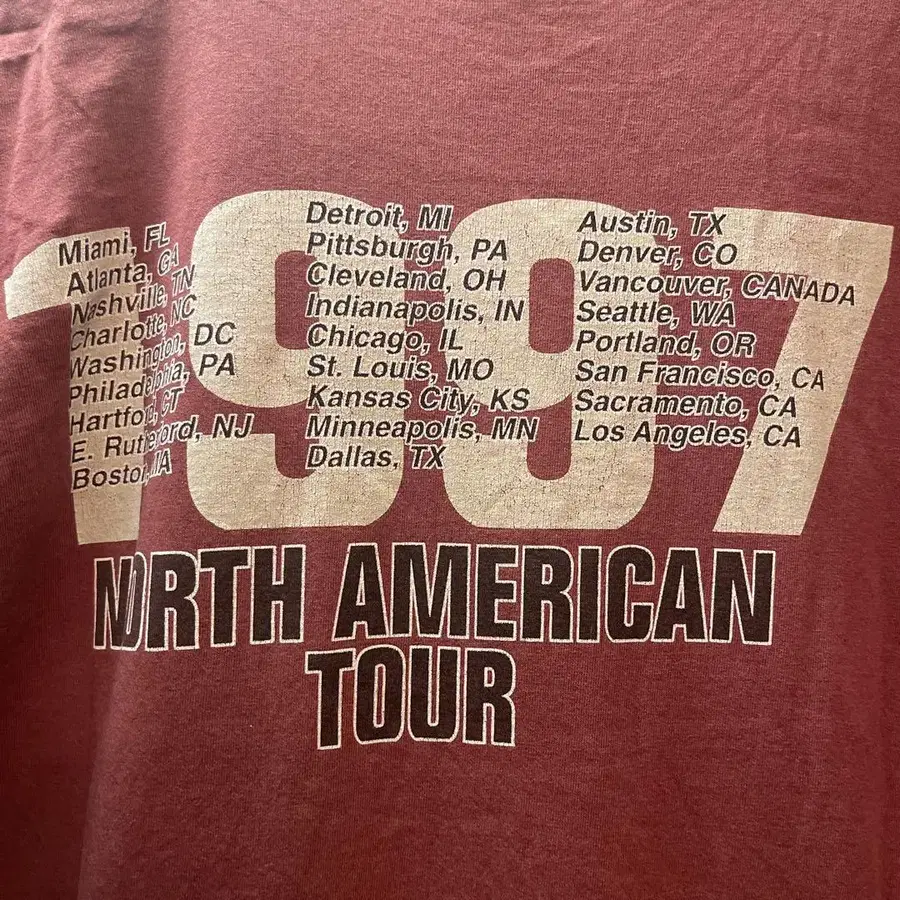 1997
Miami, FL
Atlanta, GA
Nashville, TN
Charlotte, NC
Washington, DC
Philadelphia, PA
Hartford, CT
E. Rutherford, NJ
Boston, MA
Detroit, MI
Pittsburgh, PA
Cleveland, OH
Indianapolis, IN
Chicago, IL
St. Louis, MO
Kansas City, KS
Minneapolis, MN
Dallas, TX
Austin, TX
Denver, CO
Vancouver, CANADA
Seattle, WA
Portland, OR
San Francisco, CA
Sacramento, CA
Los Angeles, CA
NORTH AMERICAN
TOUR